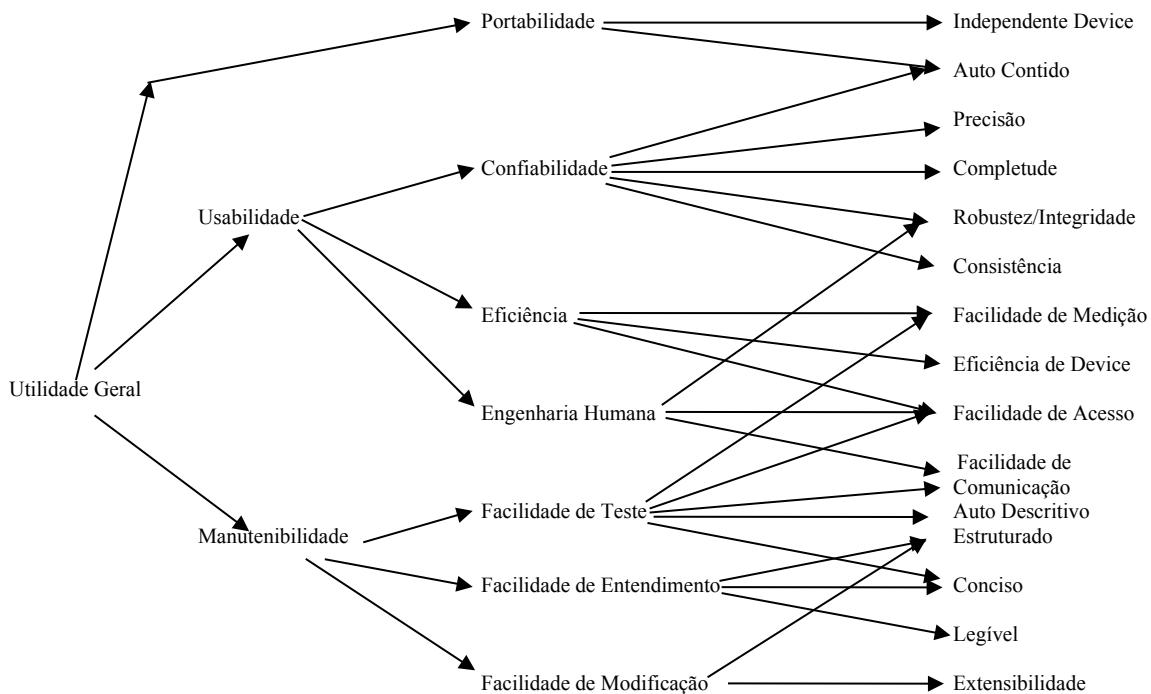 Portabilidade
Independente Device
Auto Contido
Precisão
Confiabilidade
Completude
Usabilidade
Robustez/Integridade
Consistência
Eficiência
Facilidade de Medição
Eficiência de Device
Utilidade Geral
Engenharia Humana
Facilidade de Acesso
Facilidade de
Comunicação
Facilidade de Teste
Auto Descritivo
Manutenibilidade
Estruturado
Facilidade de Entendimento
Conciso
Legível
Facilidade de Modificação
Extensibilidade